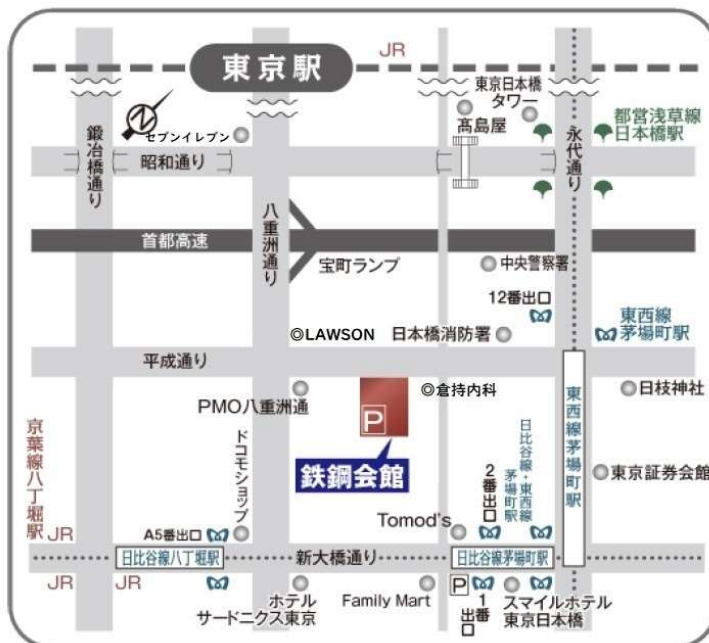 JR
東京駅
東京日本橋
タワー
髙島屋
都営浅草線
日本橋駅
永代通り
鍛冶橋通り
セブンイレブン
昭和通り
八重洲通り
首都高速
宝町ランプ
中央警察署
12番出口
東西線
茅場町駅
◎LAWSON
日本橋消防署
平成通り
PMO八重洲通
P
◎倉持内科
日枝神社
鉄鋼会館
東西線茅場町駅
東京証券会館
京葉線八丁堀駅
ドコモショップ
日比谷線・東西線
茅場町駅
2番出口
Tomod's
A5番出口
JR
日比谷線八丁堀駅
新大橋通り
日比谷線茅場町駅
JR
JR
ホテル
サードニクス東京
Family Mart
P
1番出口
スマイルホテル
東京日本橋